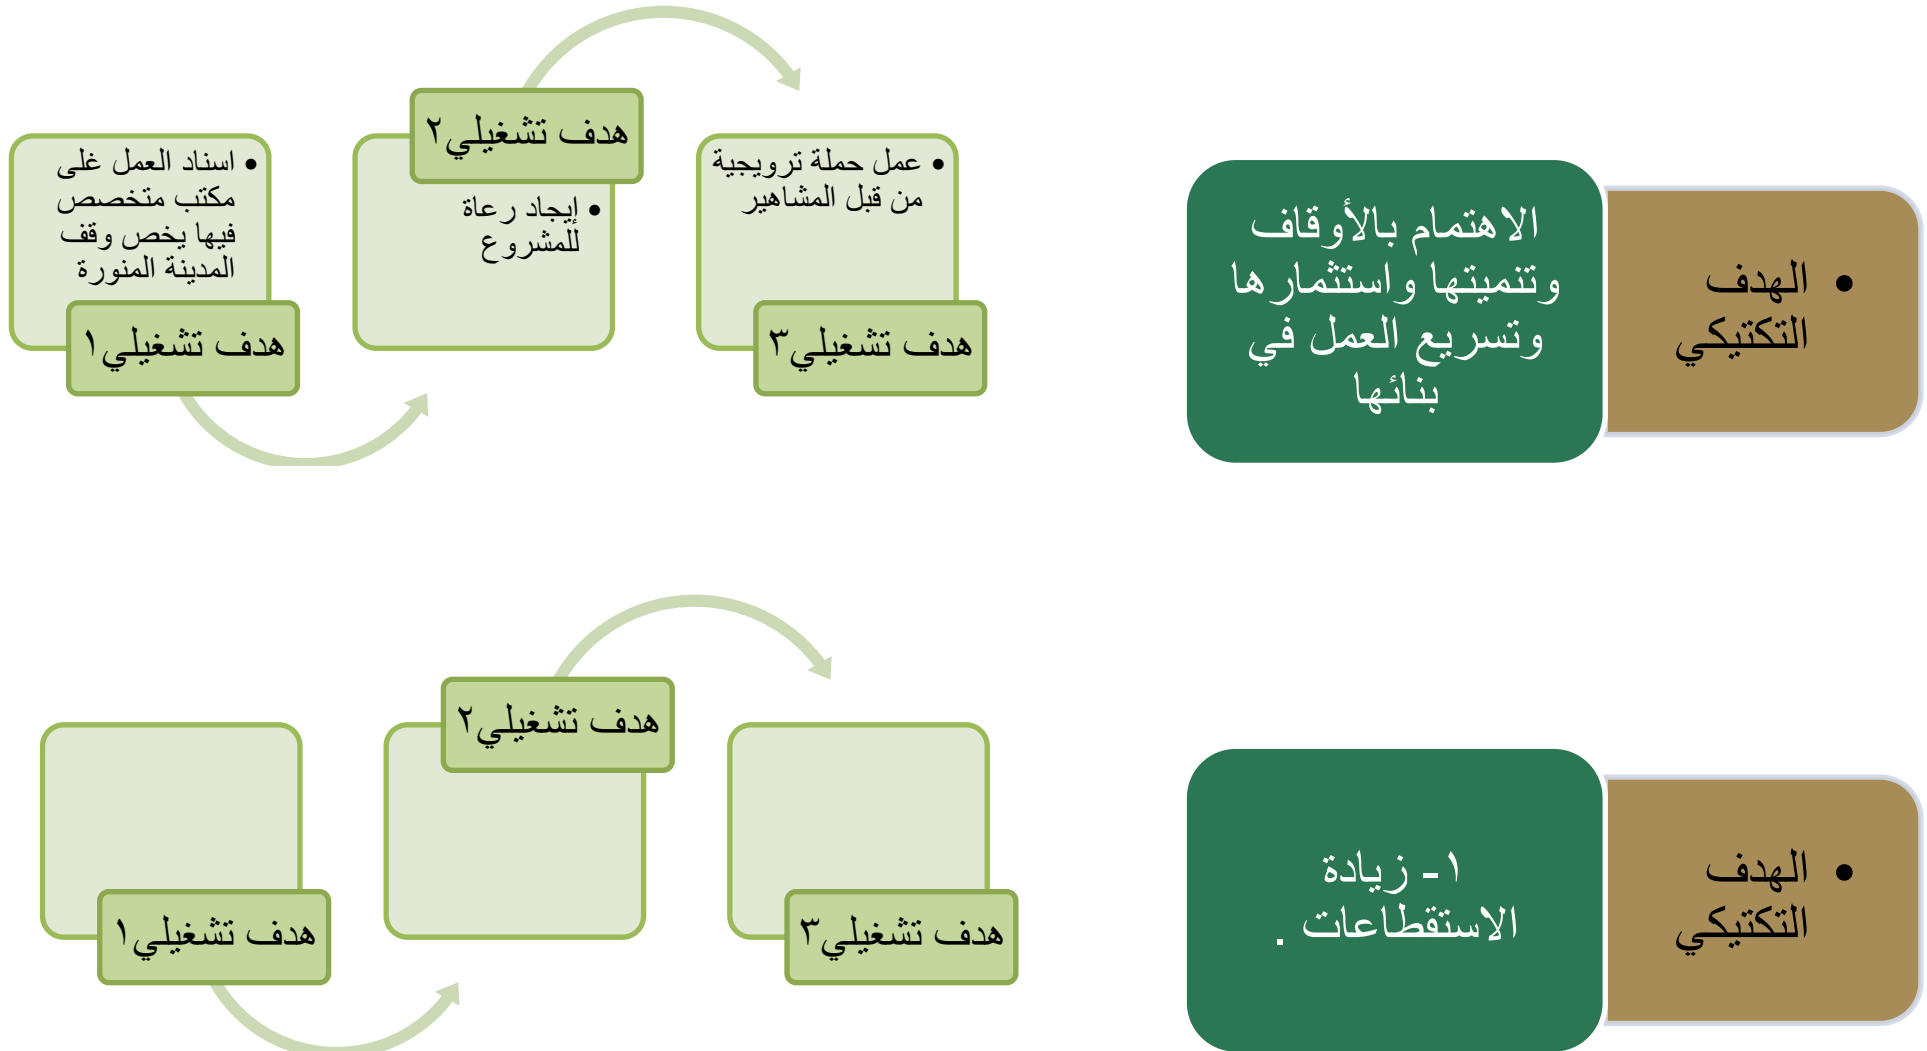 • الهدف
التكتيكي
الاهتمام بالأوقاف
وتنميتها واستثمارها
وتسريع العمل في
بنائها
• اسناد العمل غلى
مكتب متخصص
فيها يخص وقف
المدينة المنورة
هدف تشغيلي١
هدف تشغيلي٢
• إيجاد رعاة
للمشروع
• عمل حملة ترويجية
من قبل المشاهير
هدف تشغيلي٣
• الهدف
التكتيكي
١- زيادة
الاستقطاعات .
هدف تشغيلي١
هدف تشغيلي٢
هدف تشغيلي٣